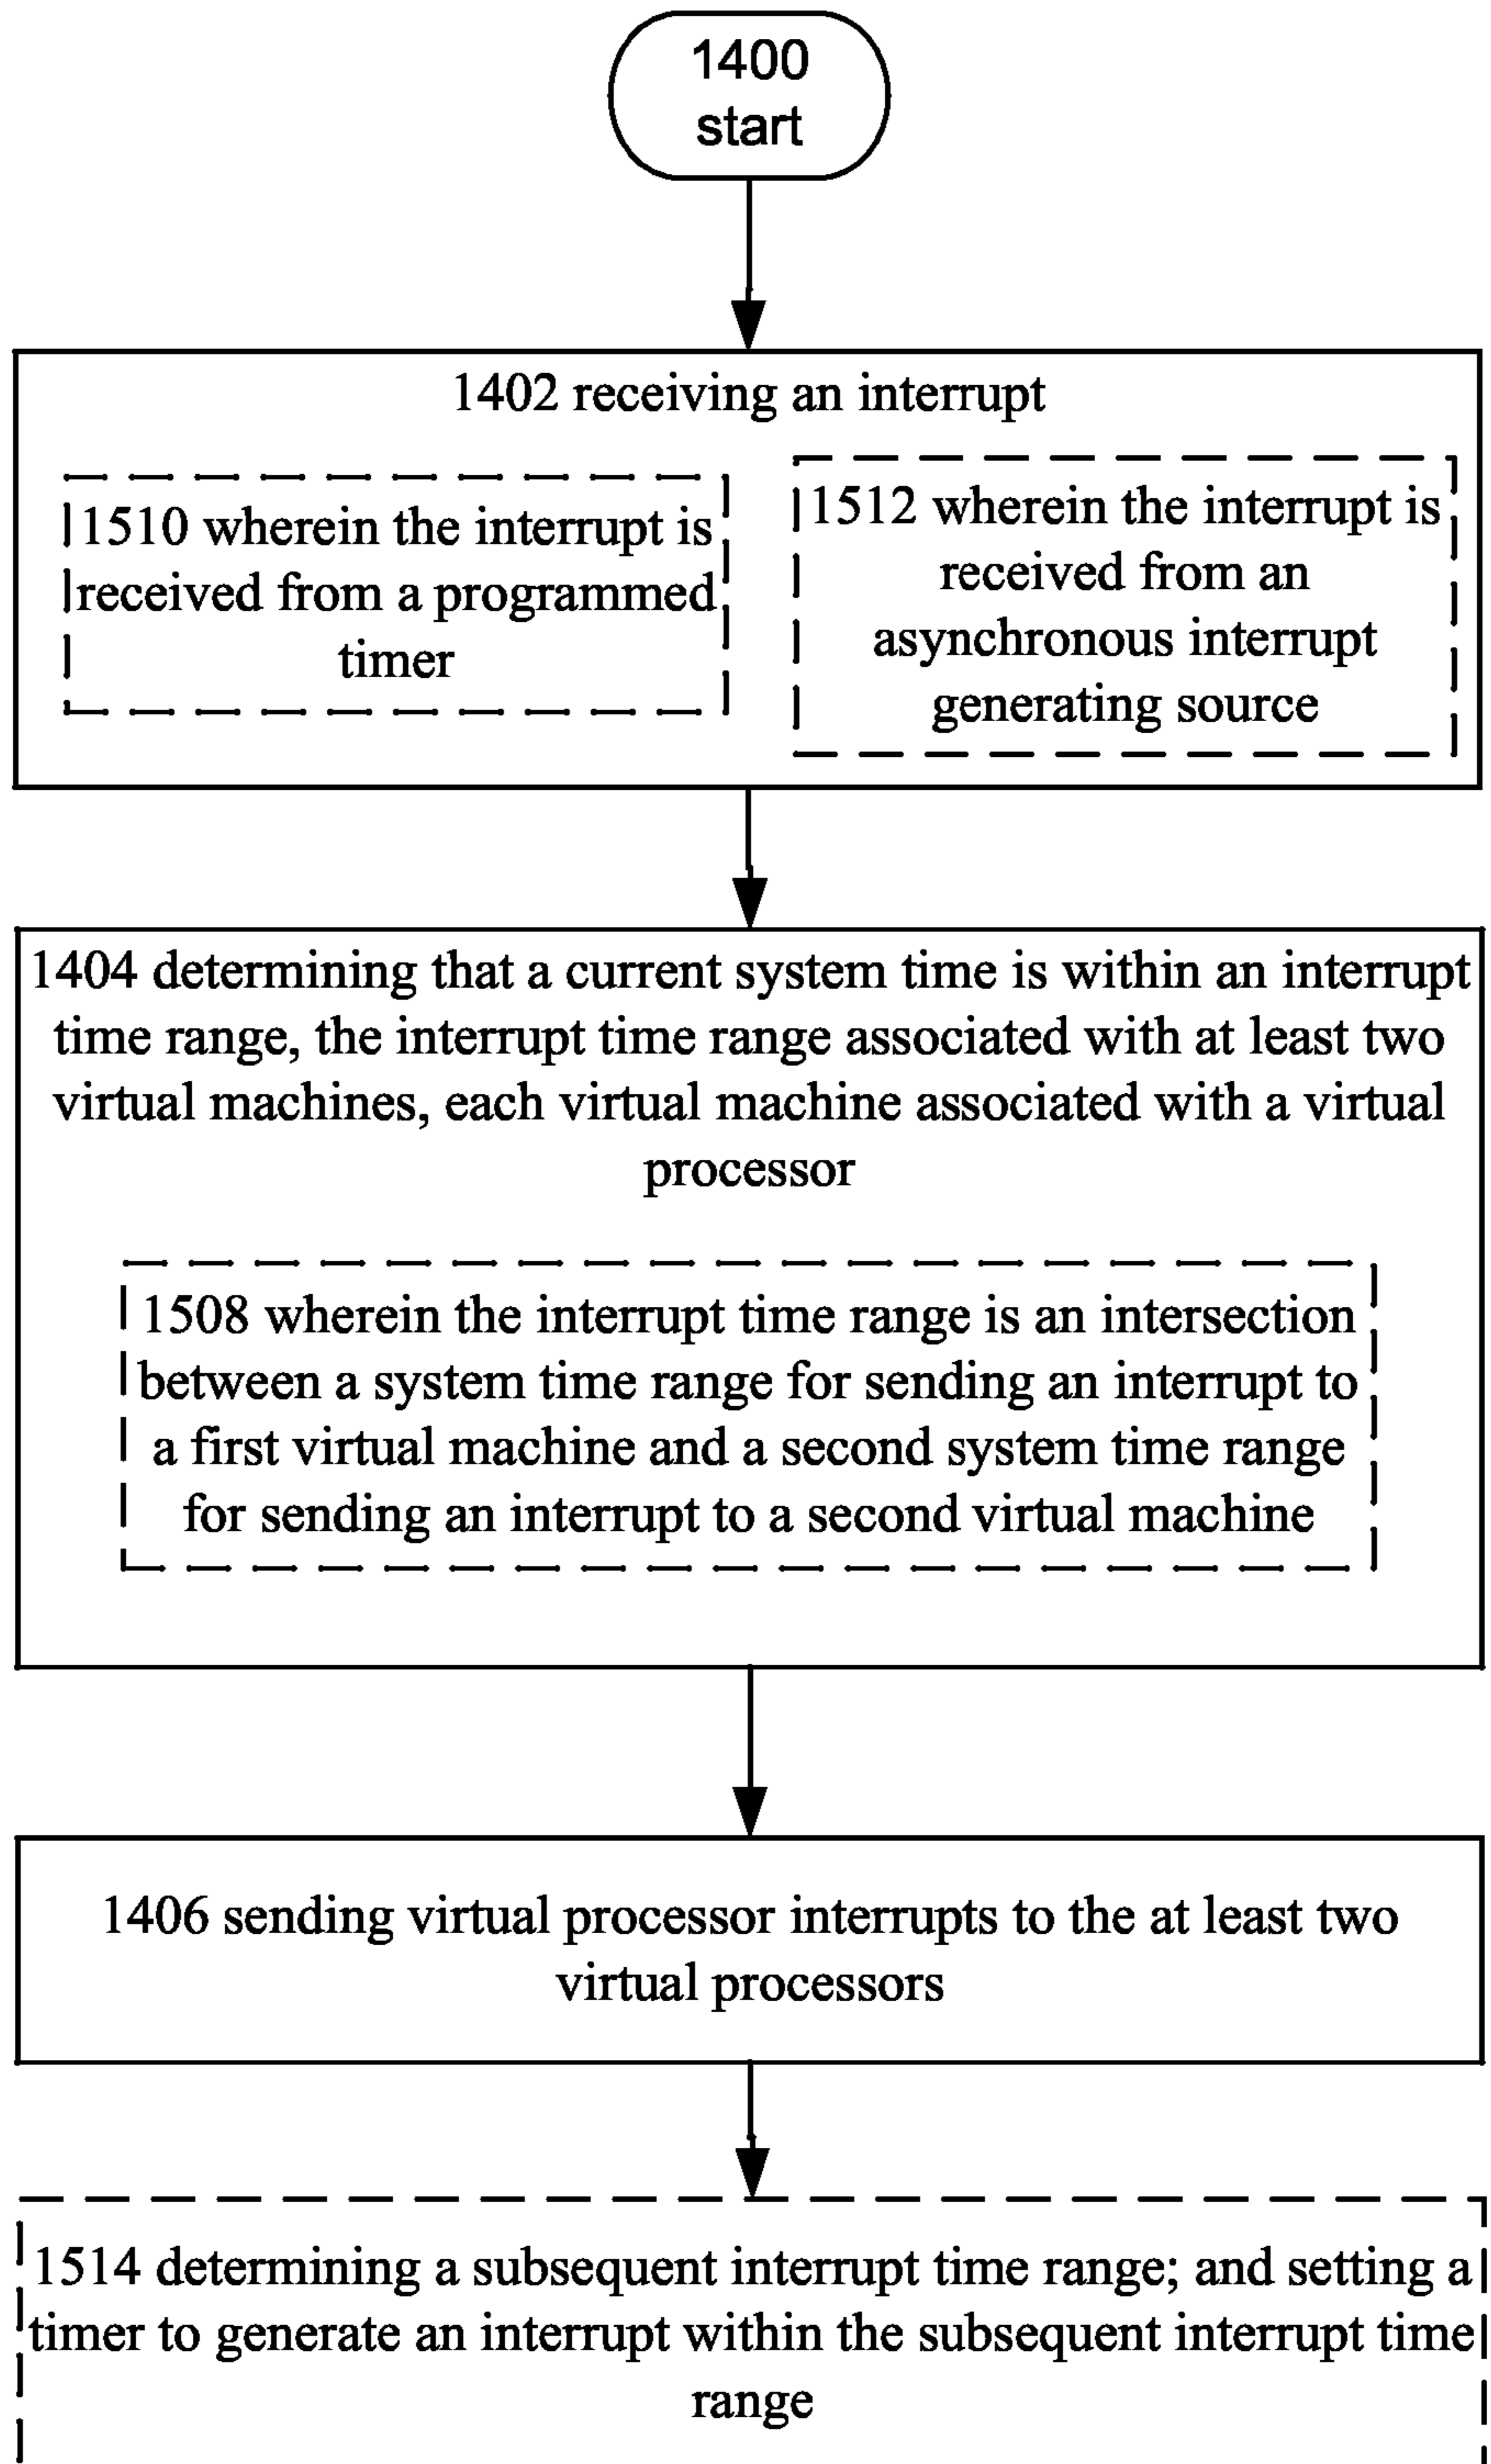 1400
start
1402 receiving an interrupt
1510 wherein the interrupt is
received from a programmed
timer
1512 wherein the interrupt is
received from an
asynchronous interrupt
generating source
1404 determining that a current system time is within an interrupt
time range, the interrupt time range associated with at least two
virtual machines, each virtual machine associated with a virtual
processor
1508 wherein the interrupt time range is an intersection
between a system time range for sending an interrupt to
a first virtual machine and a second system time range
for sending an interrupt to a second virtual machine
1406 sending virtual processor interrupts to the at least two
virtual processors
1514 determining a subsequent interrupt time range; and setting a
timer to generate an interrupt within the subsequent interrupt time
range